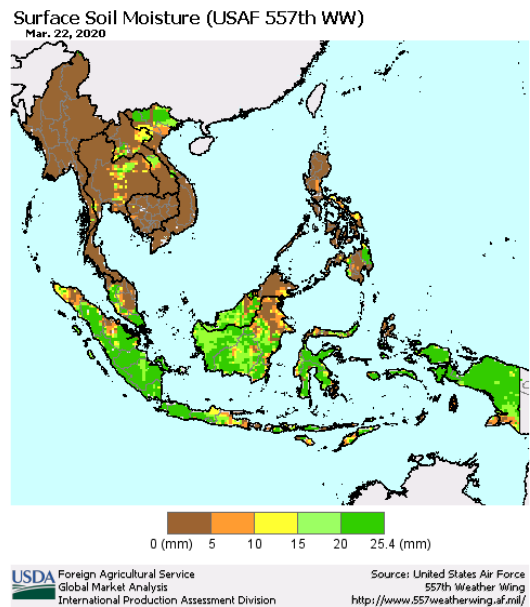 Surface Soil Moisture (USAF 557th WW)
Mar. 22, 2020
0 (mm) 5 10 15 20 25.4 (mm)
USDA Foreign Agricultural Service
Global Market Analysis
International Production Assessment Division
Source: United States Air Force
557th Weather Wing
http://www.557weatherwing.af.mil/